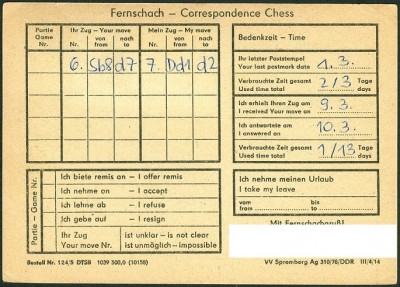 Fernschach – Correspondence Chess
Partie Game Nr.
Ihr Zug – Your move
von from
nach to
Nr.
Mein Zug – My move
von from
nach to
Nr.
6. Sb8 d7 7. Dd1 d2
Bedenkzeit – Time
Ihr letzter Poststempel
Your last postmark date 1. 3.
Verbrauchte Zeit gesamt Tage
Used time total 2/3 days
Ich erhielt Ihren Zug am
I received Your move an 9. 3.
Ich antwortete am
I answered an 10. 3.
Verbrauchte Zeit gesamt Tage
Used time total 1/13 days
Partie – Game Nr.
Ich biete remis an – I offer remis
Ich nehme an – I accept
Ich lehne ab – I refuse
Ich gebe auf – I resign
Ihr Zug ist unklar – is not clear
Your move Nr. ist unmöglich – impossible
Ich nehme meinen Urlaub
I take my leave
vom from
bis to
Mit Fernschachgruß!
Bestell Nr. 124/5 DTSB 1039 500,0 (10158)
VV Spremberg Ag 310/76/DDR III/4/14